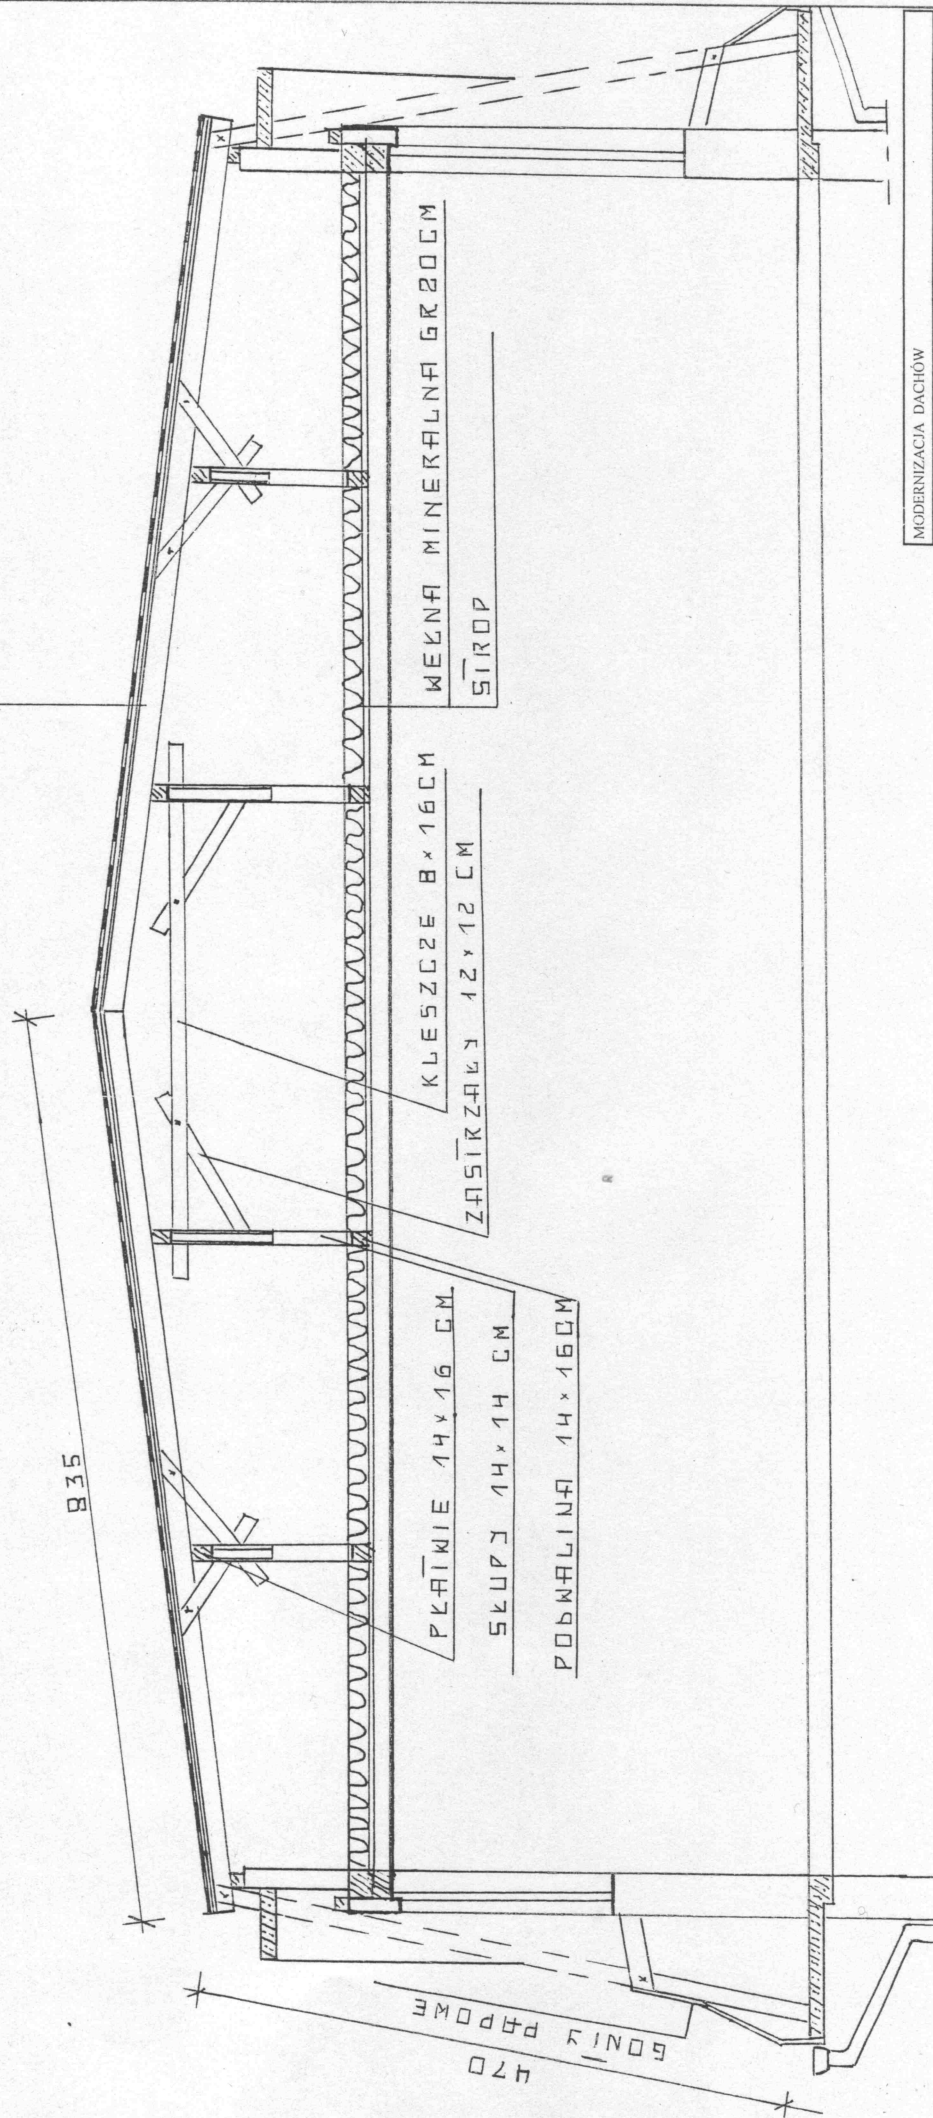 835
WEŁNA MINERALNA GR 20CM
STROP
KLESZCZE 8×16CM
ZASTRZAŁY 12×12 CM
PŁATWIE 14×16 CM
SŁUPY 14×14 CM
PODWALINA 14×16CM
GONTY PAPOWE
470
MODERNIZACJA DACHÓW